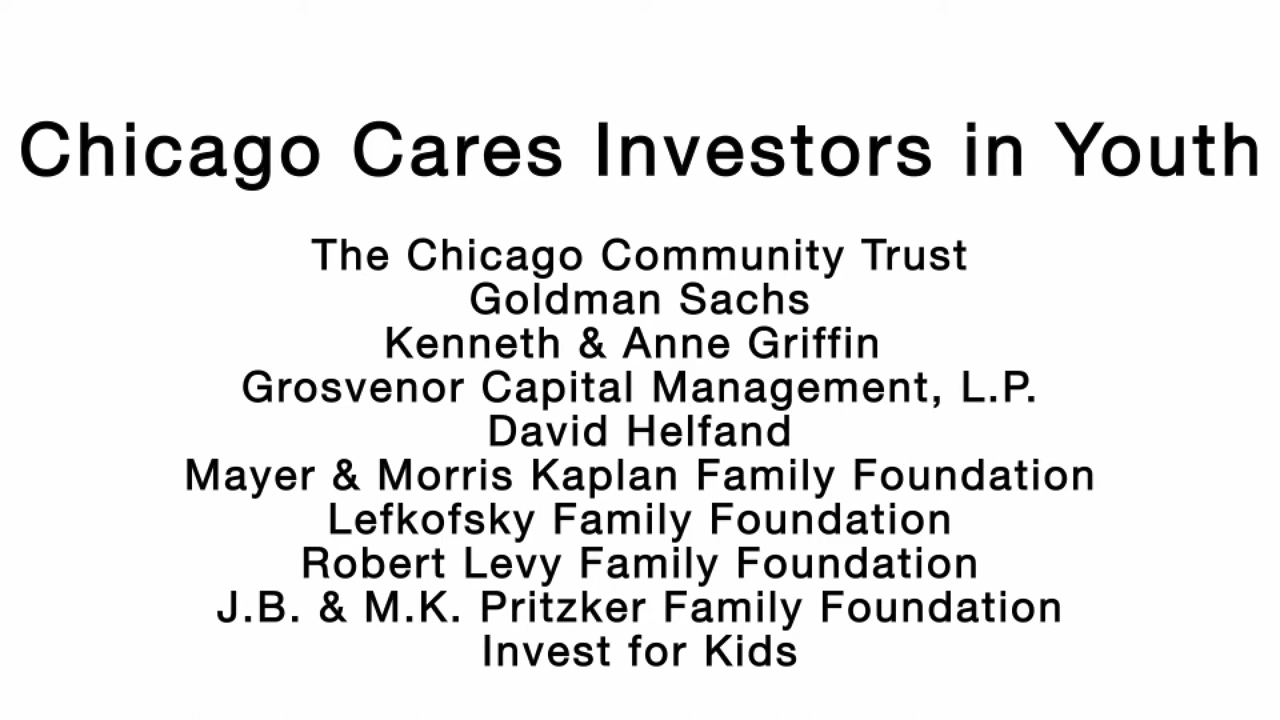 Chicago Cares Investors in Youth
The Chicago Community Trust
Goldman Sachs
Kenneth & Anne Griffin
Grosvenor Capital Management, L.P.
David Helfand
Mayer & Morris Kaplan Family Foundation
Lefkofsky Family Foundation
Robert Levy Family Foundation
J.B. & M.K. Pritzker Family Foundation
Invest for Kids